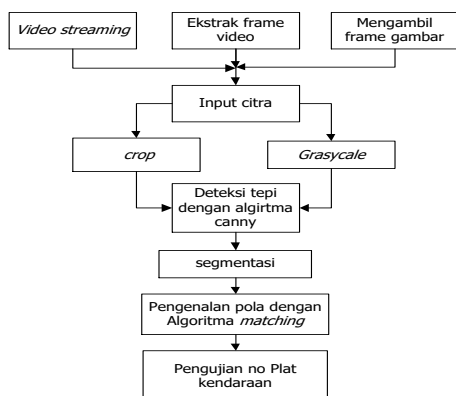 Video streaming
Ekstrak frame
video
Mengambil
frame gambar
Input citra
crop
Grasycale
Deteksi tepi
dengan algirtma
canny
segmentasi
Pengenalan pola dengan
Algoritma matching
Pengujian no Plat
kendaraan